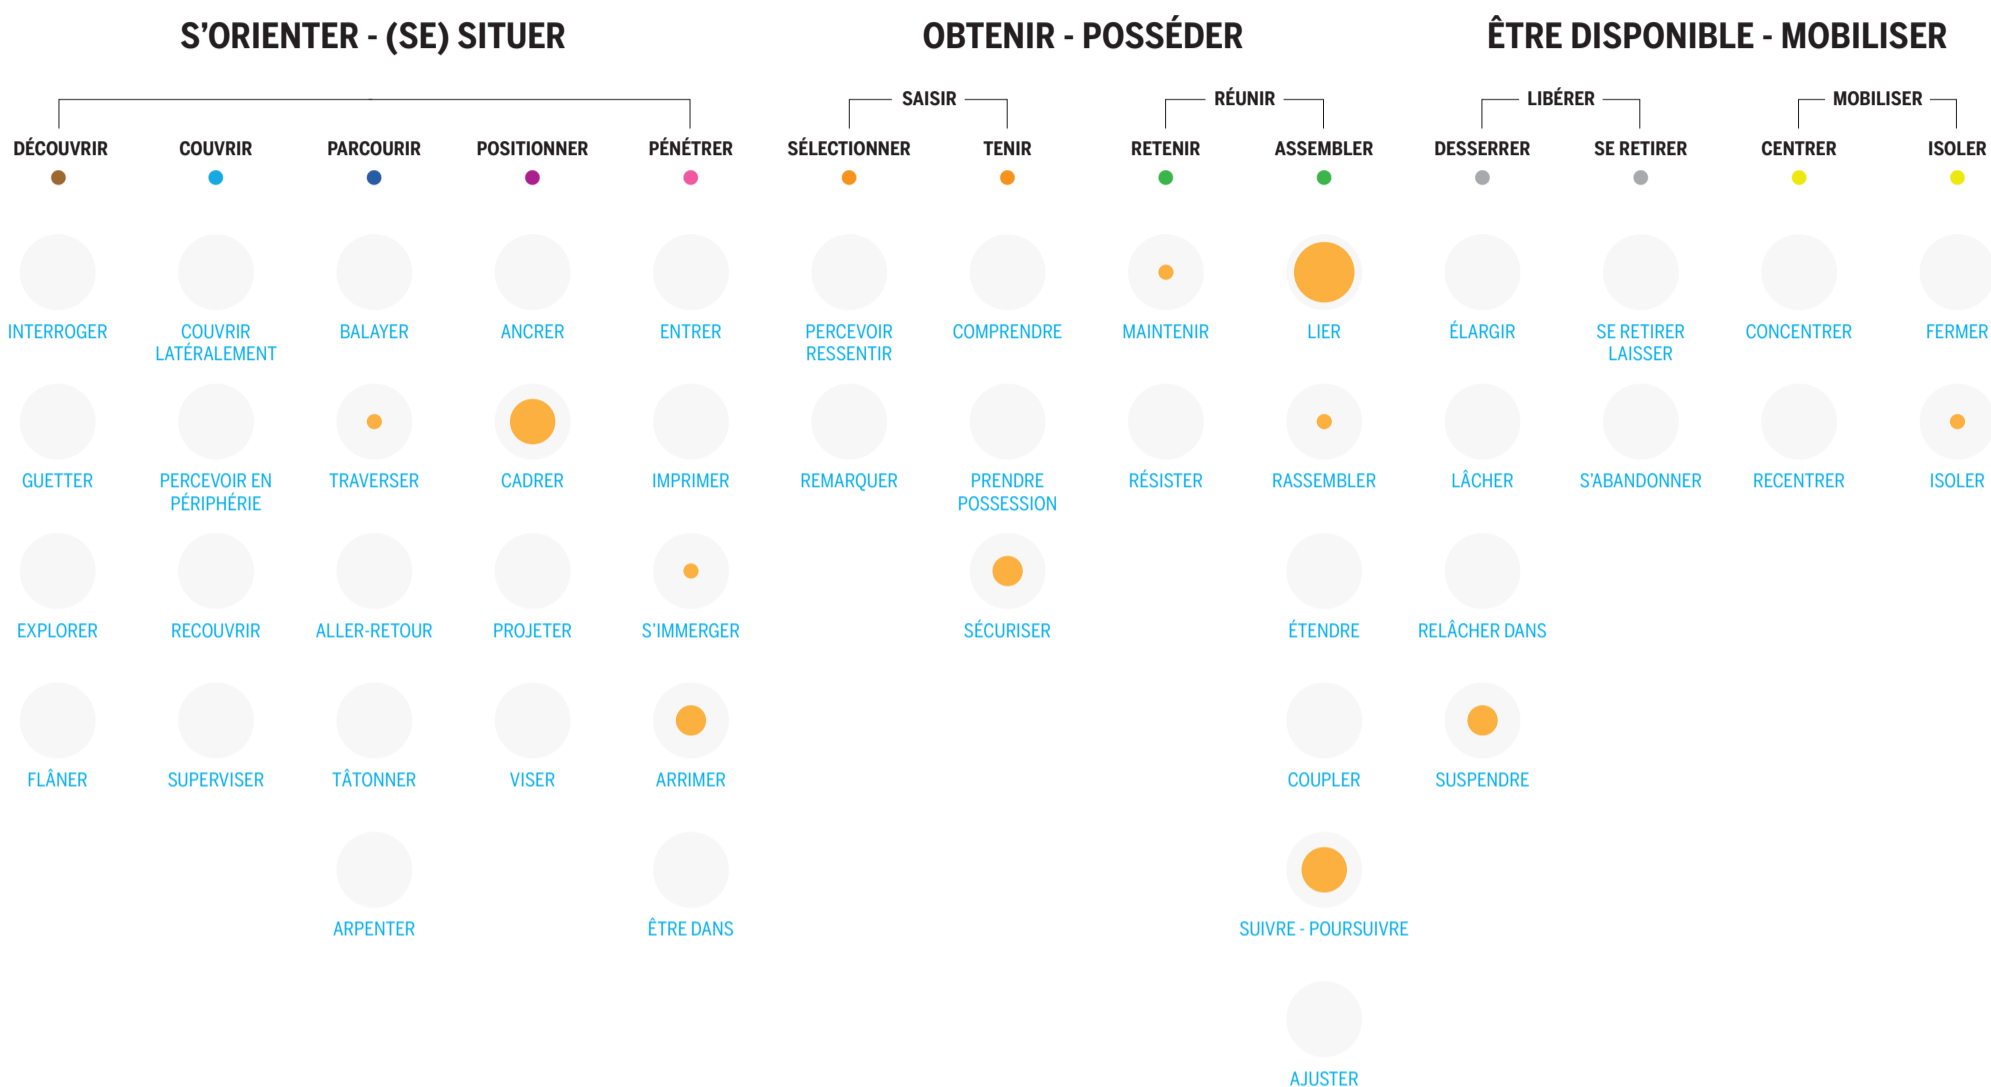 S’ORIENTER - (SE) SITUER
OBTENIR - POSSÉDER
ÊTRE DISPONIBLE - MOBILISER
SAISIR
RÉUNIR
LIBÉRER
MOBILISER
DÉCOUVRIR
COUVRIR
PARCOURIR
POSITIONNER
PÉNÉTRER
SÉLECTIONNER
TENIR
RETENIR
ASSEMBLER
DESSERRER
SE RETIRER
CENTRER
ISOLER
INTERROGER
COUVRIR
LATÉRALEMENT
BALAYER
ANCRER
ENTRER
PERCEVOIR
RESSENTIR
COMPRENDRE
MAINTENIR
LIER
ÉLARGIR
SE RETIRER
LAISSER
CONCENTRER
FERMER
GUETTER
PERCEVOIR EN
PÉRIPHÉRIE
TRAVERSER
CADRER
IMPRIMER
REMARQUER
PRENDRE
POSSESSION
RÉSISTER
RASSEMBLER
LÂCHER
S’ABANDONNER
RECENTRER
ISOLER
EXPLORER
RECOUVRIR
ALLER-RETOUR
PROJETER
S’IMMERGER
SÉCURISER
ÉTENDRE
RELÂCHER DANS
FLÂNER
SUPERVISER
TÂTONNER
VISER
ARRIMER
COUPLER
SUSPENDRE
ARPENTER
ÊTRE DANS
SUIVRE - POURSUIVRE
AJUSTER